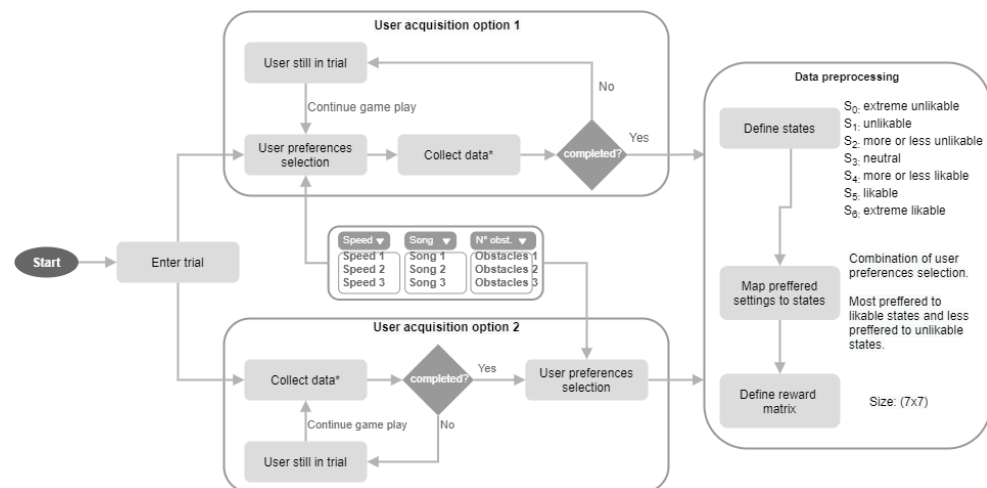 User acquisition option 1
User still in trial
No
Continue game play
User preferences
selection
Collect data*
completed?
Yes
Start
Enter trial
Speed
Song
N° obst.
Speed 1
Song 1
Obstacles 1
Speed 2
Song 2
Obstacles 2
Speed 3
Song 3
Obstacles 3
User acquisition option 2
Collect data*
completed?
Yes
User preferences
selection
Continue game play
No
User still in trial
Data preprocessing
Define states
S0: extreme unlikable
S1: unlikable
S2: more or less unlikable
S3: neutral
S4: more or less likable
S5: likable
S6: extreme likable
Map preffered
settings to states
Combination of user
preferences selection.
Most preffered to
likable states and less
preffered to unlikable
states.
Define reward
matrix
Size: (7x7)